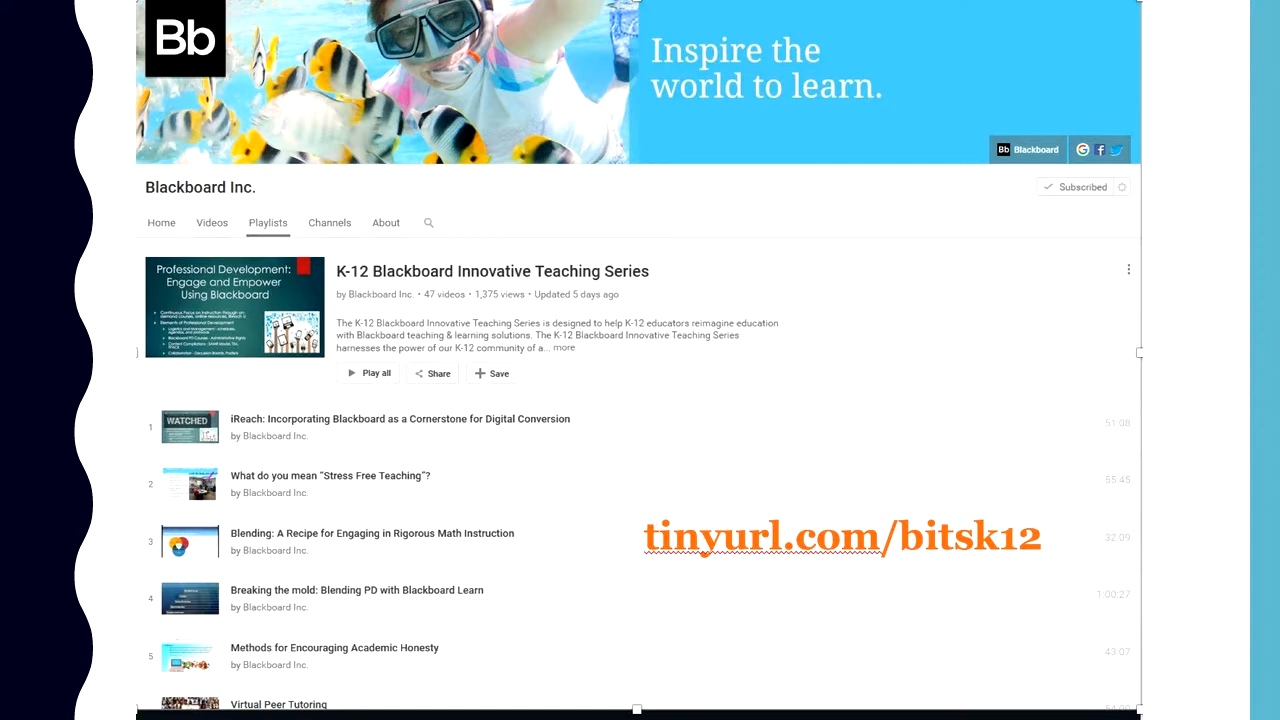 Bb
Inspire the
world to learn.
Bb Blackboard
Blackboard Inc.
Subscribed
Home Videos Playlists Channels About
Professional Development:
Engage and Empower
Using Blackboard
K-12 Blackboard Innovative Teaching Series
by Blackboard Inc. • 47 videos • 1,375 views • Updated 5 days ago
The K-12 Blackboard Innovative Teaching Series is designed to help K-12 educators reimagine education
with Blackboard teaching & learning solutions. The K-12 Blackboard Innovative Teaching Series
harnesses the power of our K-12 community of a... more
Play all Share Save
1 WATCHED iReach: Incorporating Blackboard as a Cornerstone for Digital Conversion 51:08
by Blackboard Inc.
2 What do you mean “Stress Free Teaching”? 55:45
by Blackboard Inc.
3 Blending: A Recipe for Engaging in Rigorous Math Instruction 32:09
by Blackboard Inc.
tinyurl.com/bitsk12
4 Breaking the mold: Blending PD with Blackboard Learn 1:00:27
by Blackboard Inc.
5 Methods for Encouraging Academic Honesty 43:07
by Blackboard Inc.
Virtual Peer Tutoring